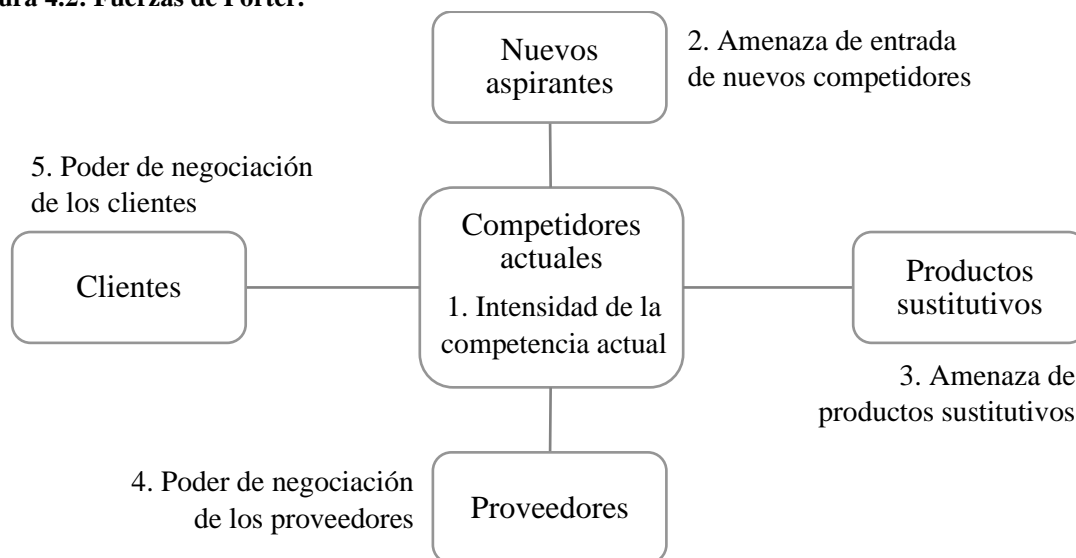 4.2. Fuerzas de Porter.
Nuevos
aspirantes
2. Amenaza de entrada
de nuevos competidores
5. Poder de negociación
de los clientes
Clientes
Competidores
actuales
1. Intensidad de la
competencia actual
Productos
sustitutivos
3. Amenaza de
productos sustitutivos
4. Poder de negociación
de los proveedores
Proveedores